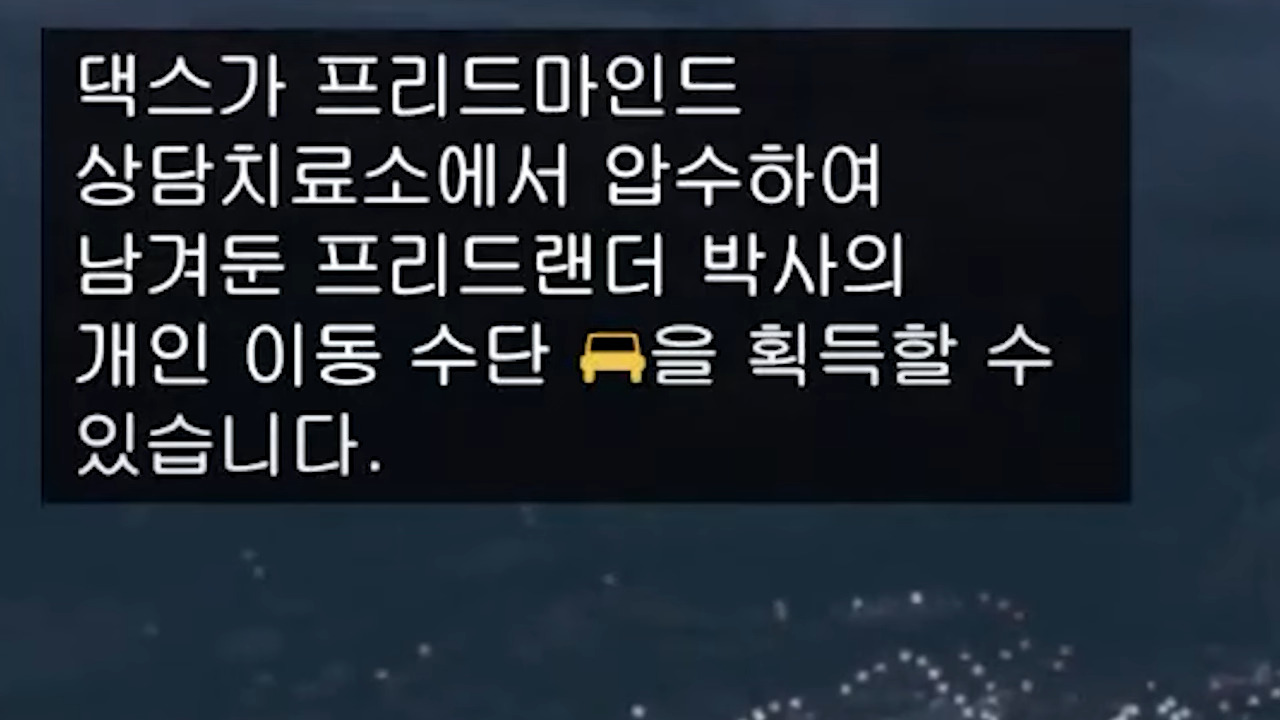 댁스가 프리드마인드
상담치료소에서 압수하여
남겨둔 프리드랜더 박사의
개인 이동 수단 🚘을 획득할 수
있습니다.